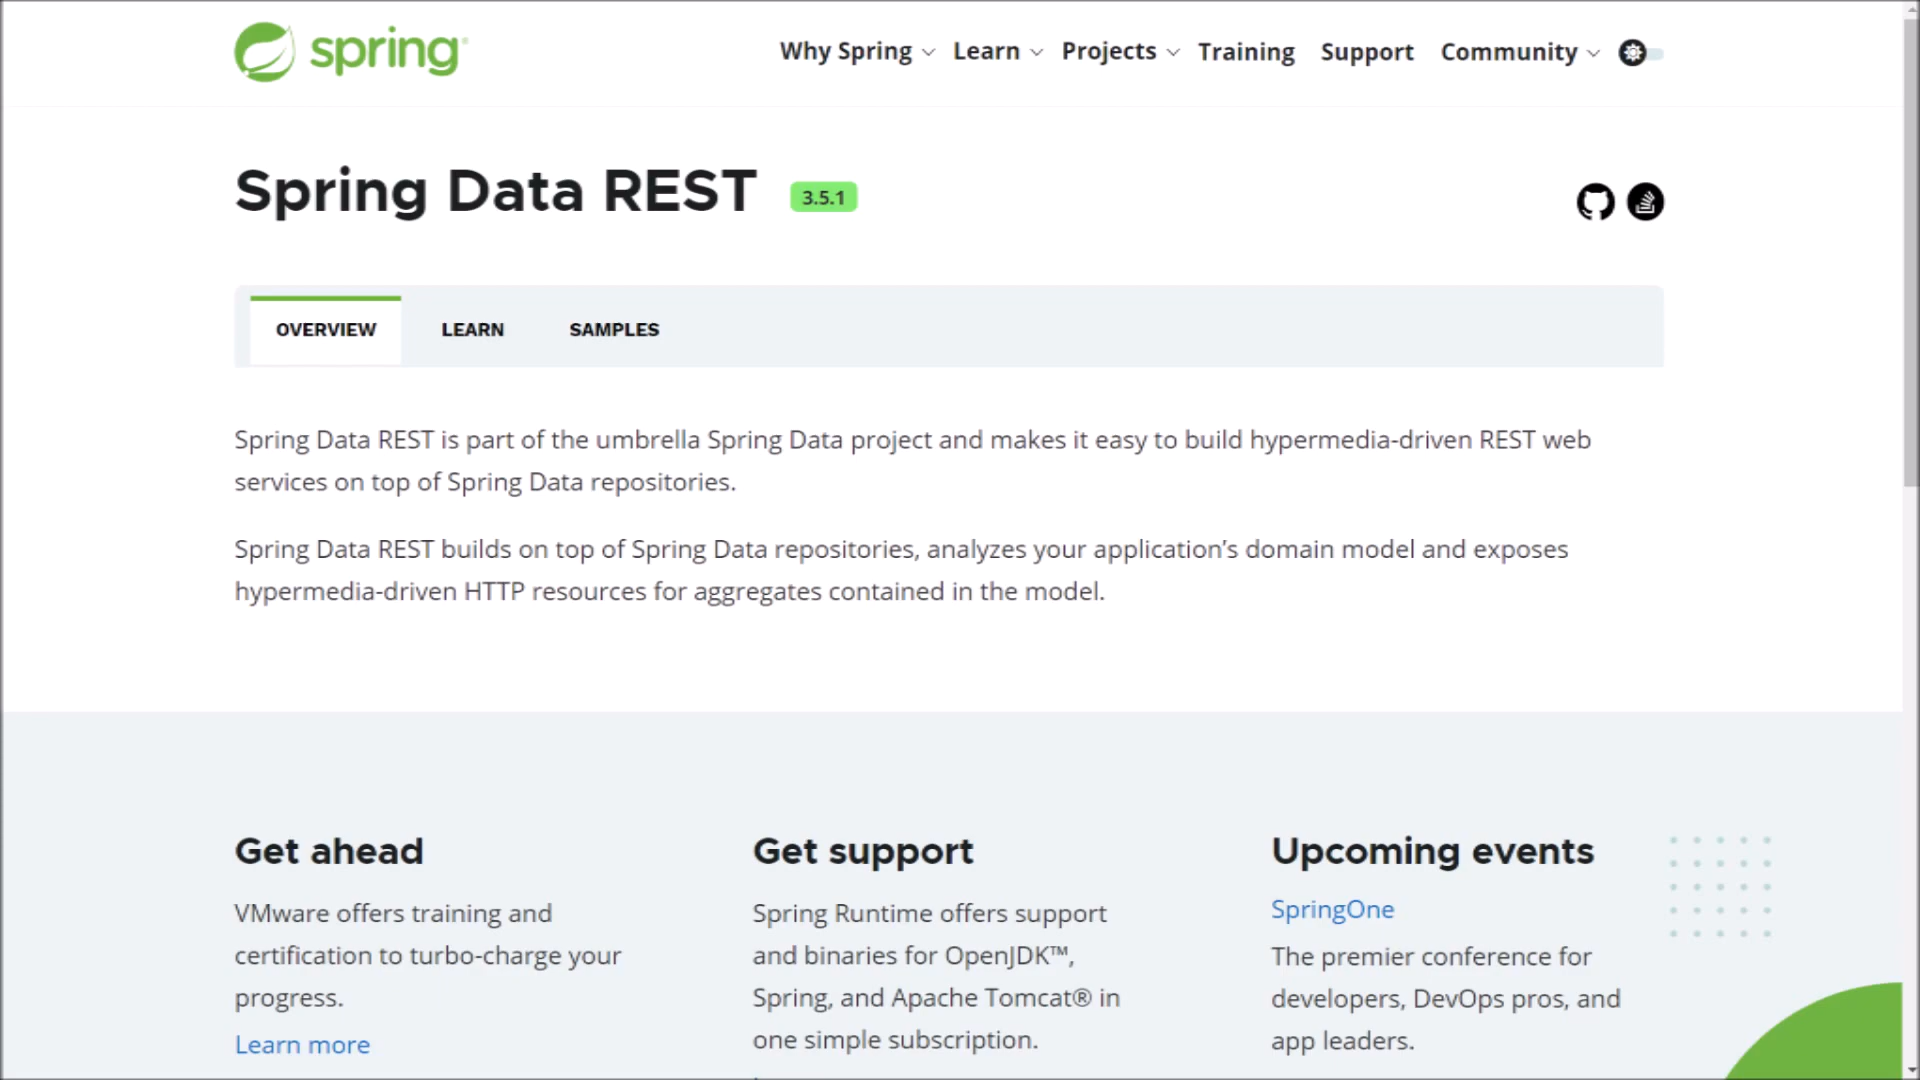 spring
Why Spring Learn Projects Training Support Community
Spring Data REST 3.5.1
OVERVIEW LEARN SAMPLES
Spring Data REST is part of the umbrella Spring Data project and makes it easy to build hypermedia-driven REST web
services on top of Spring Data repositories.
Spring Data REST builds on top of Spring Data repositories, analyzes your application’s domain model and exposes
hypermedia-driven HTTP resources for aggregates contained in the model.
Get ahead
VMware offers training and
certification to turbo-charge your
progress.
Learn more
Get support
Spring Runtime offers support
and binaries for OpenJDK™,
Spring, and Apache Tomcat® in
one simple subscription.
Upcoming events
SpringOne
The premier conference for
developers, DevOps pros, and
app leaders.